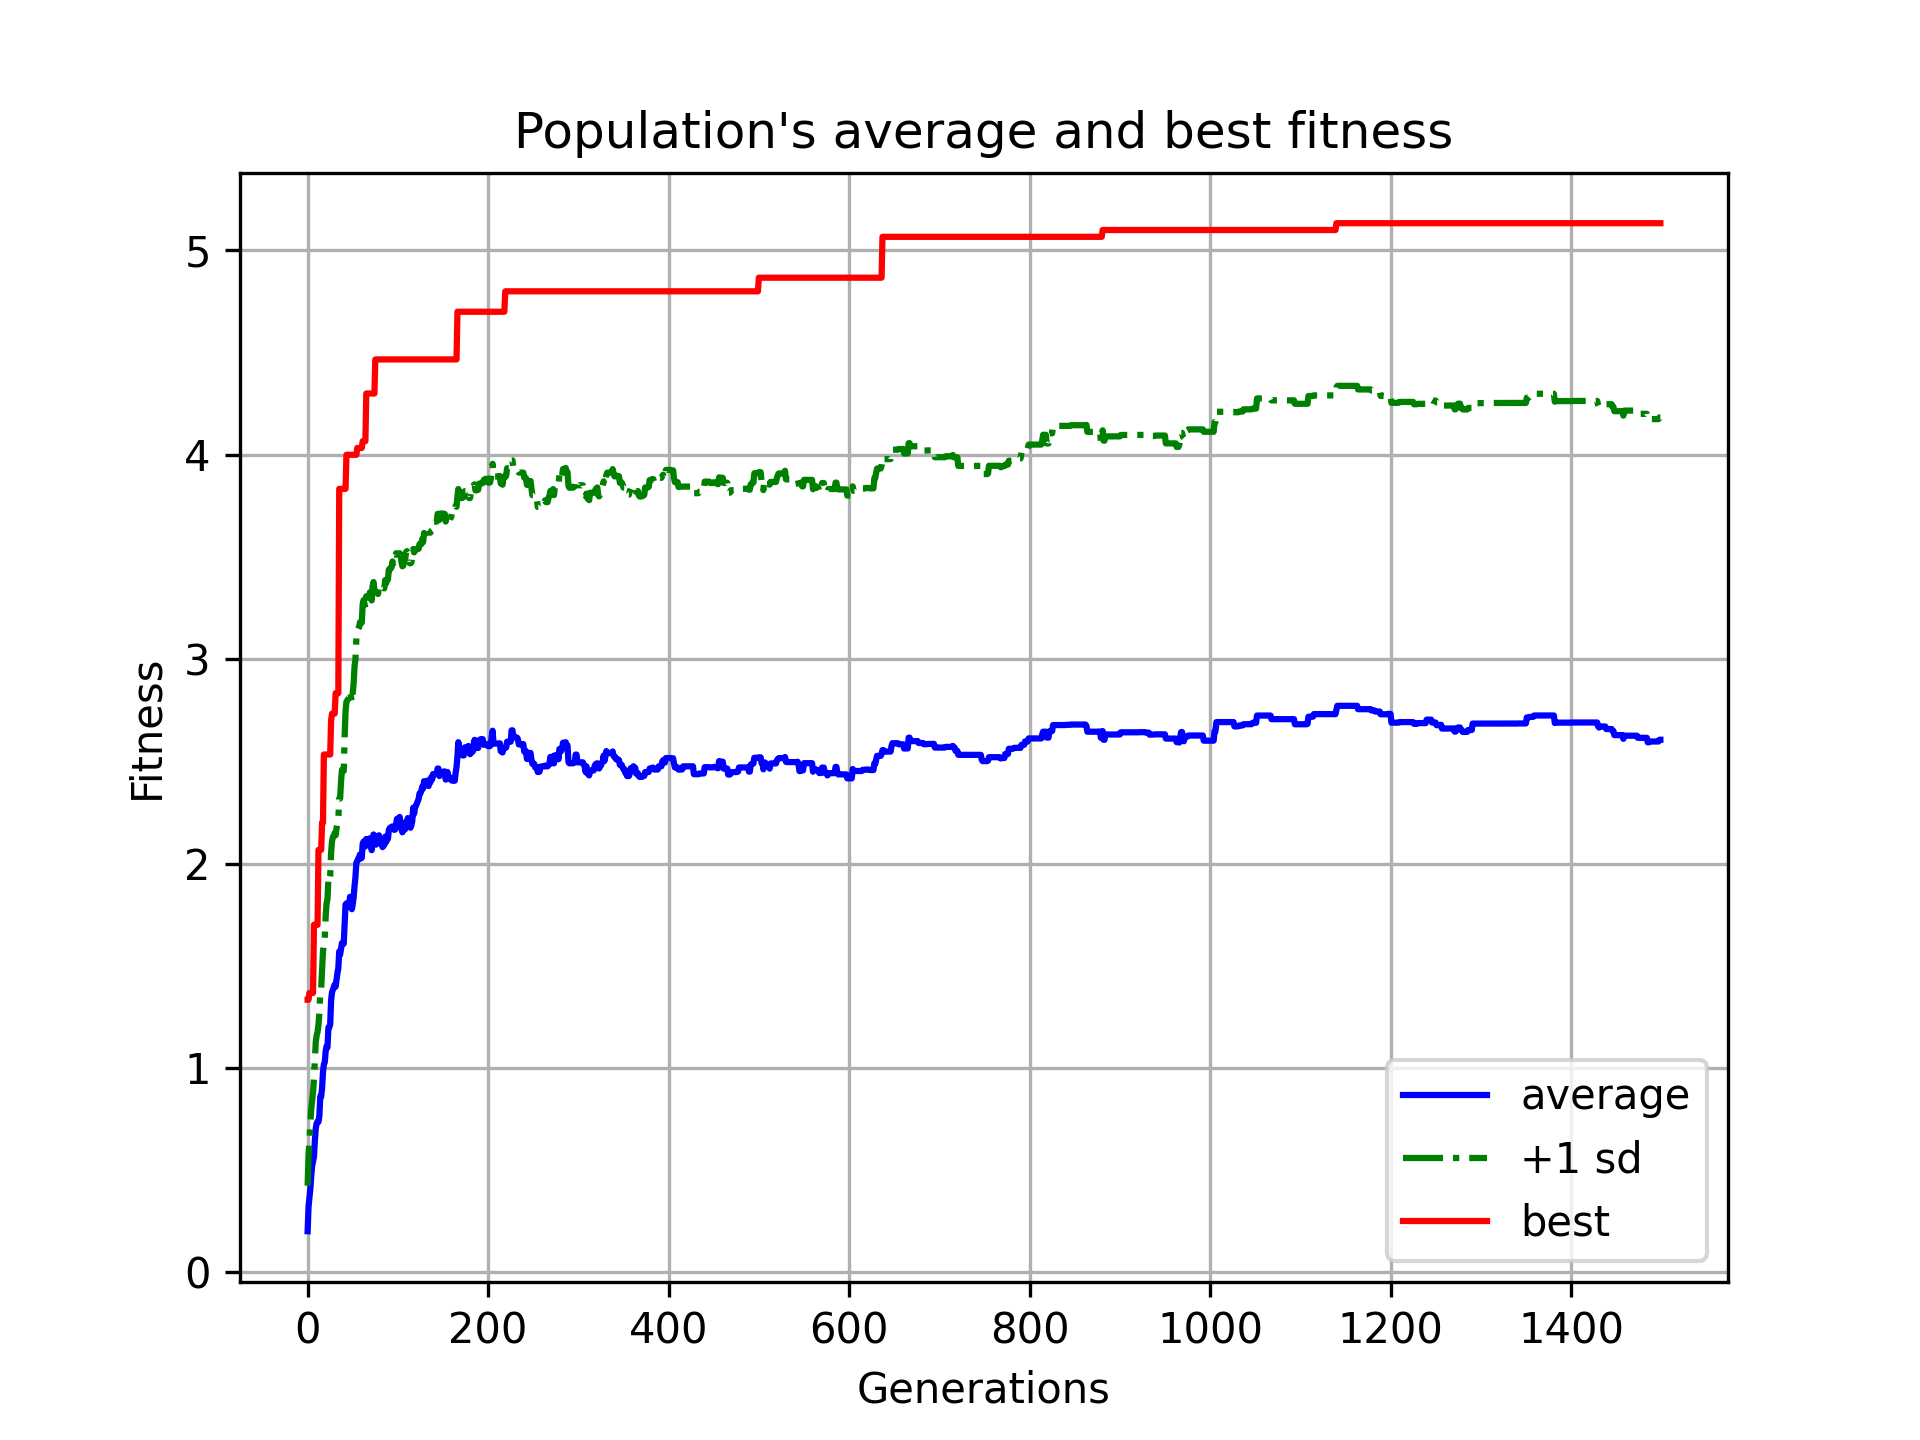 Population's average and best fitness
Fitness
5
4
3
2
1
0
0 200 400 600 800 1000 1200 1400
Generations
average
+1 sd
best